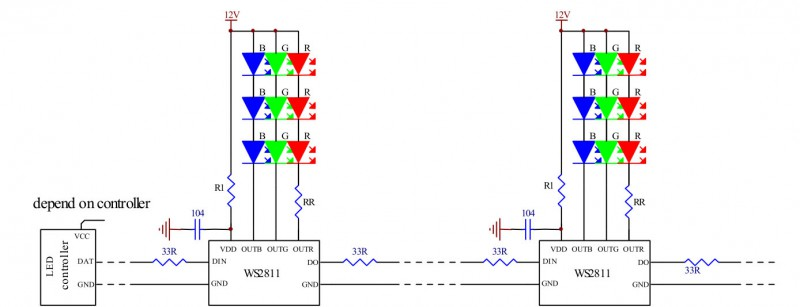 12V
12V
B G R
B G R
B G R
B G R
B G R
B G R
R1
RR
R1
RR
depend on controller
104
104
VCC
33R
VDD OUTB OUTG OUTR
33R
33R
VDD OUTB OUTG OUTR
33R
DAT
DIN
DO
DIN
DO
LED
controller
WS2811
WS2811
GND
GND
GND
GND
GND